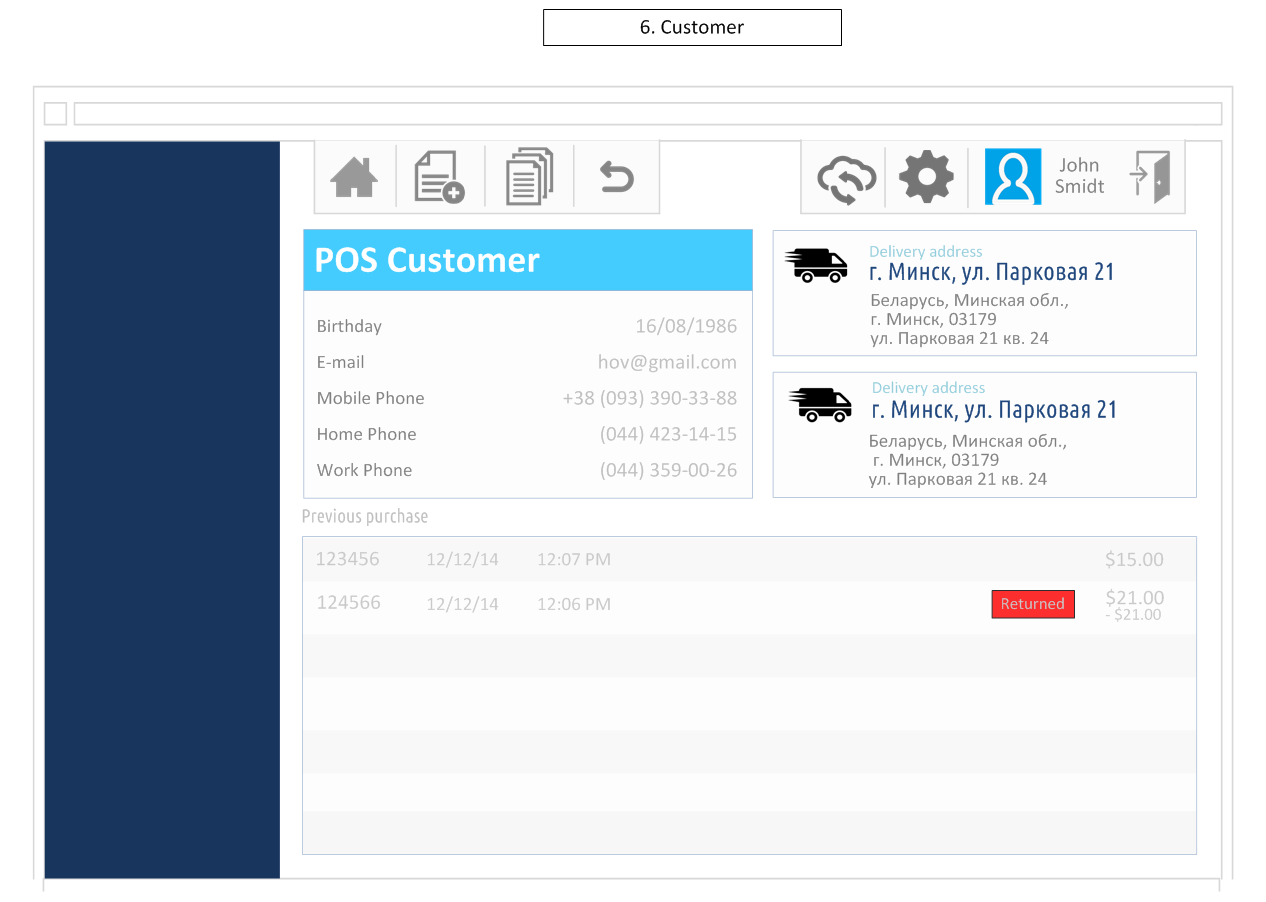 6. Customer
John
Smidt
POS Customer
Birthday 16/08/1986
E-mail hov@gmail.com
Mobile Phone +38 (093) 390-33-88
Home Phone (044) 423-14-15
Work Phone (044) 359-00-26
Delivery address
г. Минск, ул. Парковая 21
Беларусь, Минская обл.,
г. Минск, 03179
ул. Парковая 21 кв. 24
Delivery address
г. Минск, ул. Парковая 21
Беларусь, Минская обл.,
г. Минск, 03179
ул. Парковая 21 кв. 24
Previous purchase
123456 12/12/14 12:07 PM $15.00
124566 12/12/14 12:06 PM Returned $21.00
- $21.00